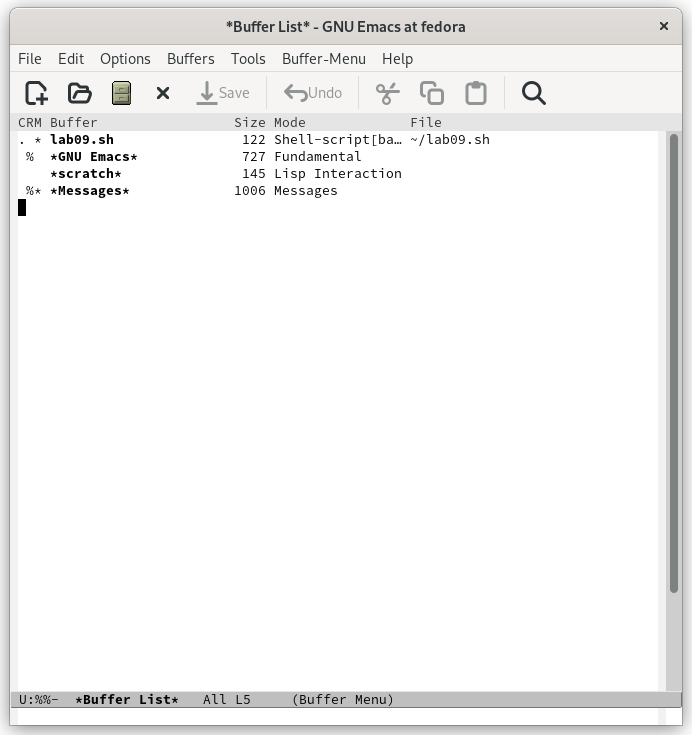 *Buffer List* - GNU Emacs at fedora
File Edit Options Buffers Tools Buffer-Menu Help
Save Undo
CRM Buffer Size Mode File
. * lab09.sh 122 Shell-script[ba… ~/lab09.sh
% *GNU Emacs* 727 Fundamental
*scratch* 145 Lisp Interaction
%* *Messages* 1006 Messages
U:%%- *Buffer List* All L5 (Buffer Menu)